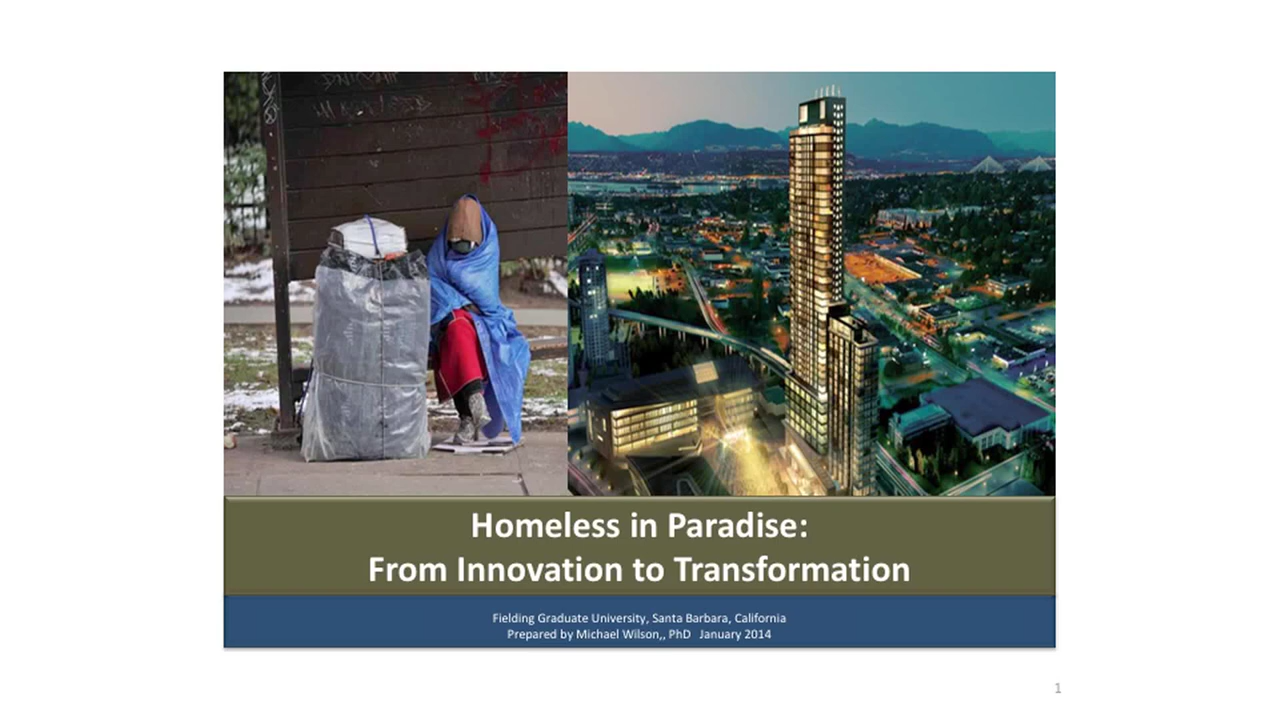 Homeless in Paradise:
From Innovation to Transformation
Fielding Graduate University, Santa Barbara, California
Prepared by Michael Wilson,, PhD January 2014
1